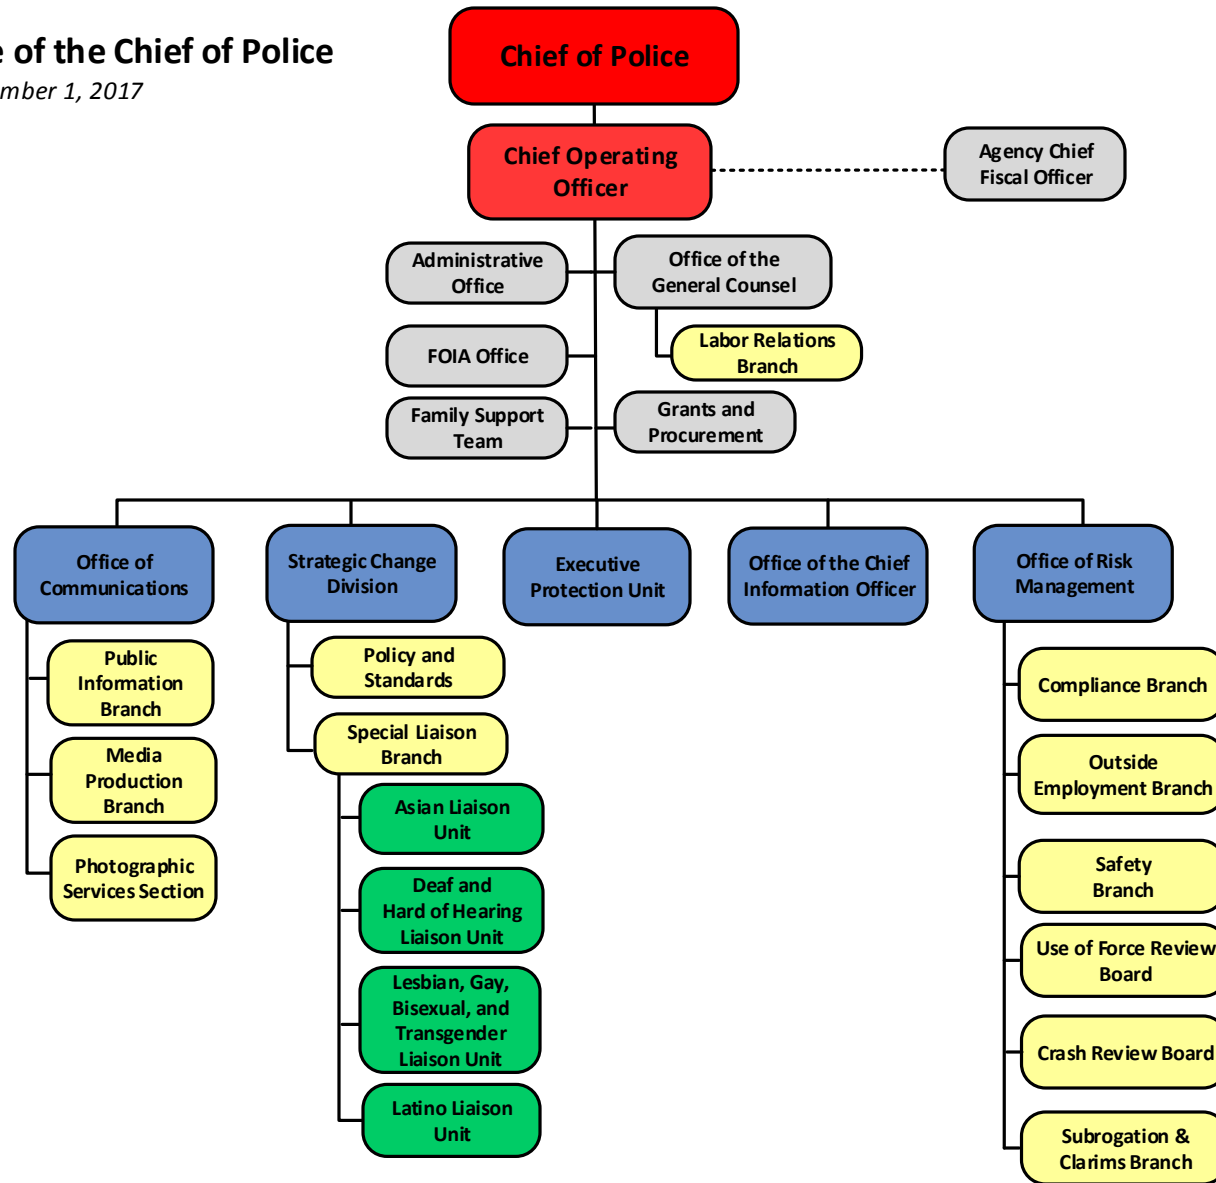 e of the Chief of Police
mber 1, 2017
Chief of Police
Chief Operating
Officer
Agency Chief
Fiscal Officer
Administrative
Office
Office of the
General Counsel
Labor Relations
Branch
FOIA Office
Family Support
Team
Grants and
Procurement
Office of
Communications
Strategic Change
Division
Executive
Protection Unit
Office of the Chief
Information Officer
Office of Risk
Management
Public
Information
Branch
Media
Production
Branch
Photographic
Services Section
Policy and
Standards
Special Liaison
Branch
Asian Liaison
Unit
Deaf and
Hard of Hearing
Liaison Unit
Lesbian, Gay,
Bisexual, and
Transgender
Liaison Unit
Latino Liaison
Unit
Compliance Branch
Outside
Employment Branch
Safety
Branch
Use of Force Review
Board
Crash Review Board
Subrogation &
Clarims Branch